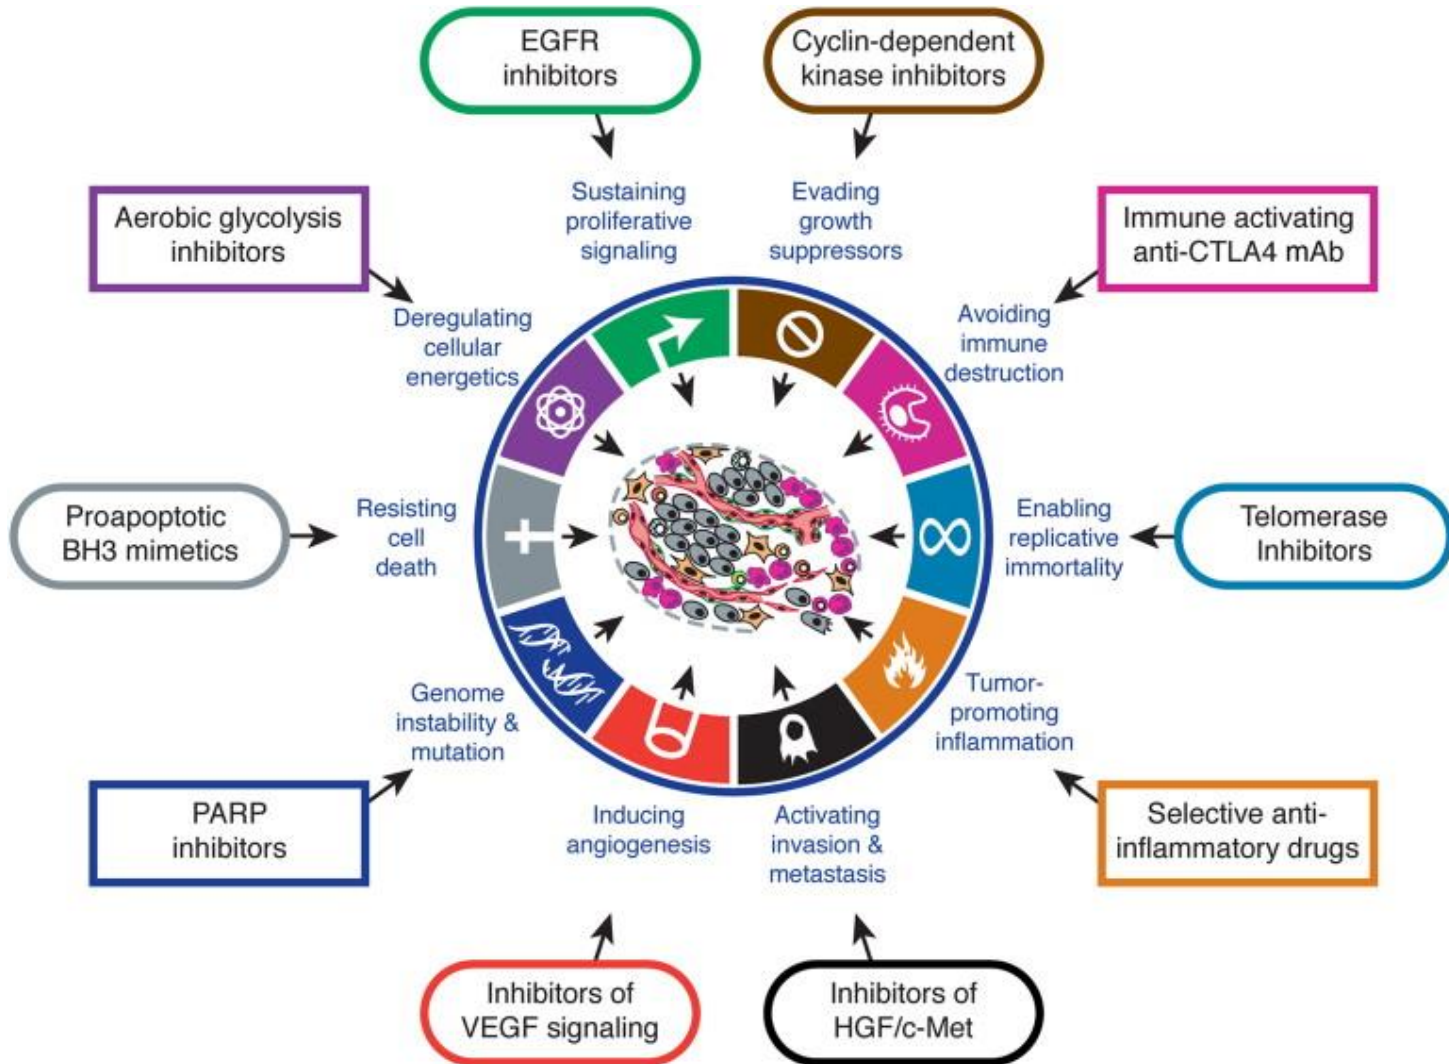 EGFR
inhibitors
Cyclin-dependent
kinase inhibitors
Aerobic glycolysis
inhibitors
Sustaining
proliferative
signaling
Evading
growth
suppressors
Immune activating
anti-CTLA4 mAb
Deregulating
cellular
energetics
Avoiding
immune
destruction
Proapoptotic
BH3 mimetics
Resisting
cell
death
Enabling
replicative
immortality
Telomerase
Inhibitors
Genome
instability &
mutation
Tumor-
promoting
inflammation
PARP
inhibitors
Inducing
angiogenesis
Activating
invasion &
metastasis
Selective anti-
inflammatory drugs
Inhibitors of
VEGF signaling
Inhibitors of
HGF/c-Met